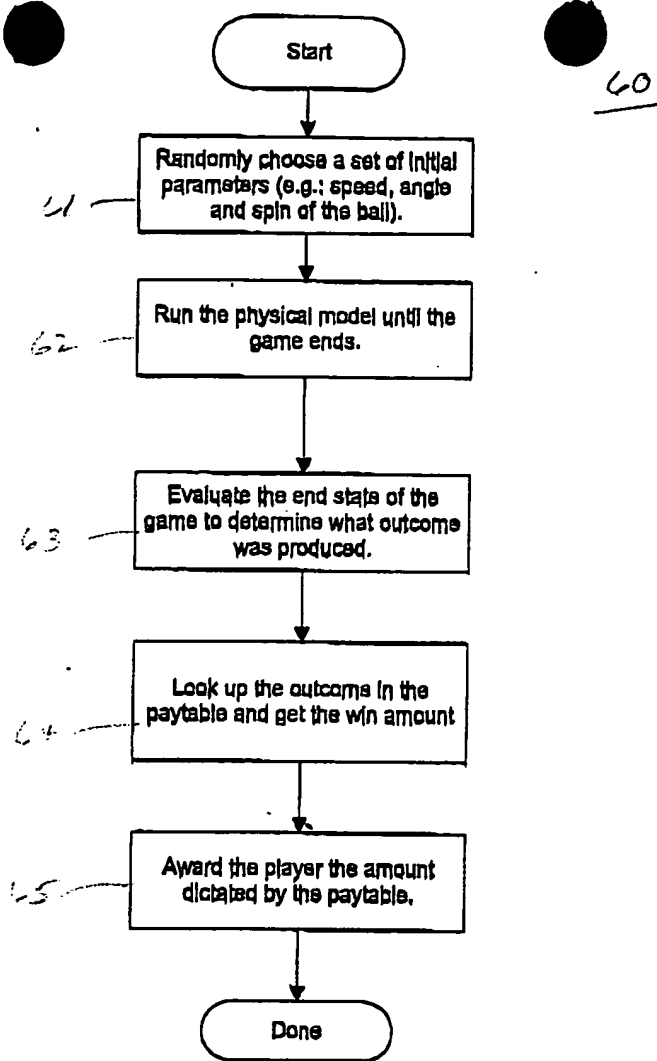 Start
60
Randomly choose a set of initial
parameters (e.g.: speed, angle
and spin of the ball).
61
Run the physical model until the
game ends.
62
Evaluate the end state of the
game to determine what outcome
was produced.
63
Look up the outcome in the
paytable and get the win amount
64
Award the player the amount
dictated by the paytable.
65
Done